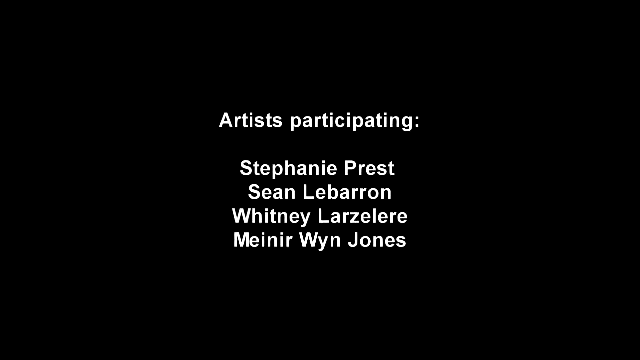 Artists participating:
Stephanie Prest
Sean Lebarron
Whitney Larzelere
Meinir Wyn Jones